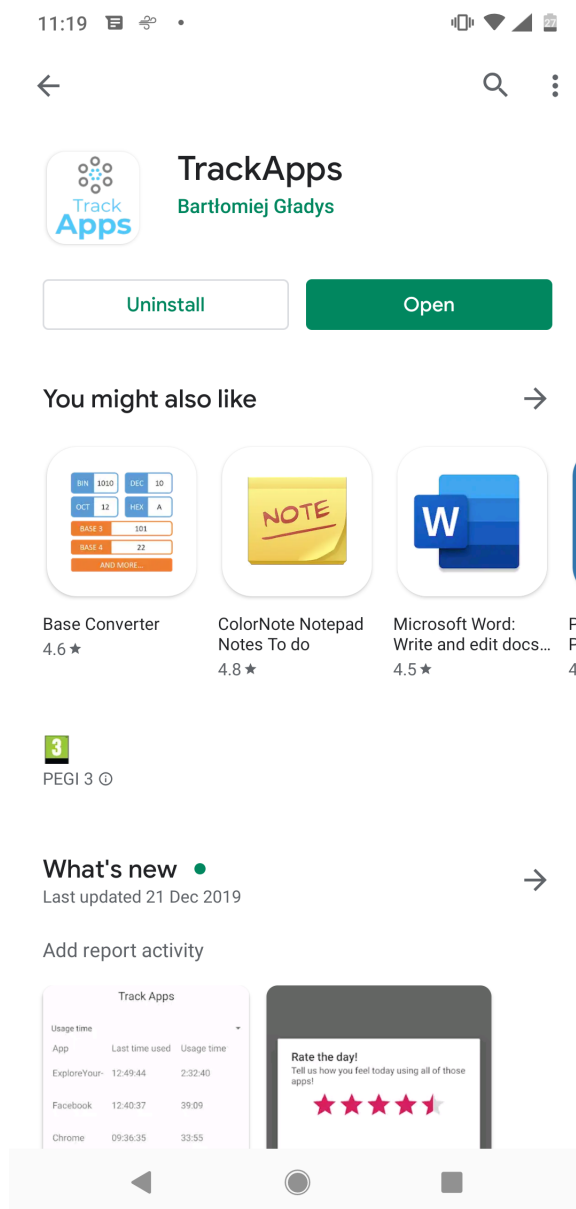 11:19
27
Track
Apps
TrackApps
Bartłomiej Gładys
Uninstall
Open
You might also like
BIN 1010 DEC 10
OCT 12 HEX A
BASE 3 101
BASE 4 22
AND MORE...
NOTE
W
Base Converter
4.6 ★
ColorNote Notepad
Notes To do
4.8 ★
Microsoft Word:
Write and edit docs…
4.5 ★
P
P
4
3
PEGI 3
What's new
Last updated 21 Dec 2019
Add report activity
Track Apps
Usage time
App Last time used Usage time
ExploreYour- 12:49:44 2:32:40
Facebook 12:40:37 39:09
Chrome 09:36:35 33:55
Rate the day!
Tell us how you feel today using all of those
apps!